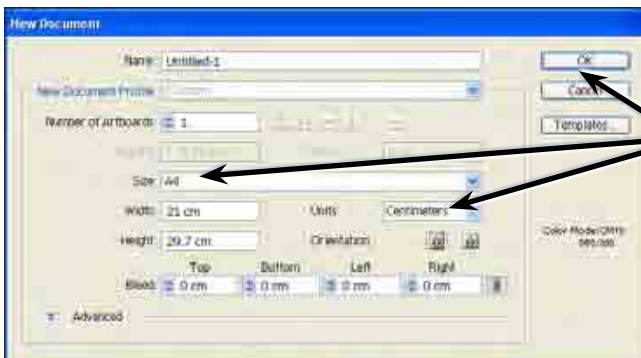 New Document
Name: Untitled-1
OK
New Document Profile: Custom
Cancel
Number of Artboards: 1
Templates...
Size: A4
Width: 21 cm
Units: Centimeters
Height: 29.7 cm
Orientation:
Color Mode: CMYK
Top
Bottom
Left
Right
Bleed: 0 cm
0 cm
0 cm
0 cm
Advanced